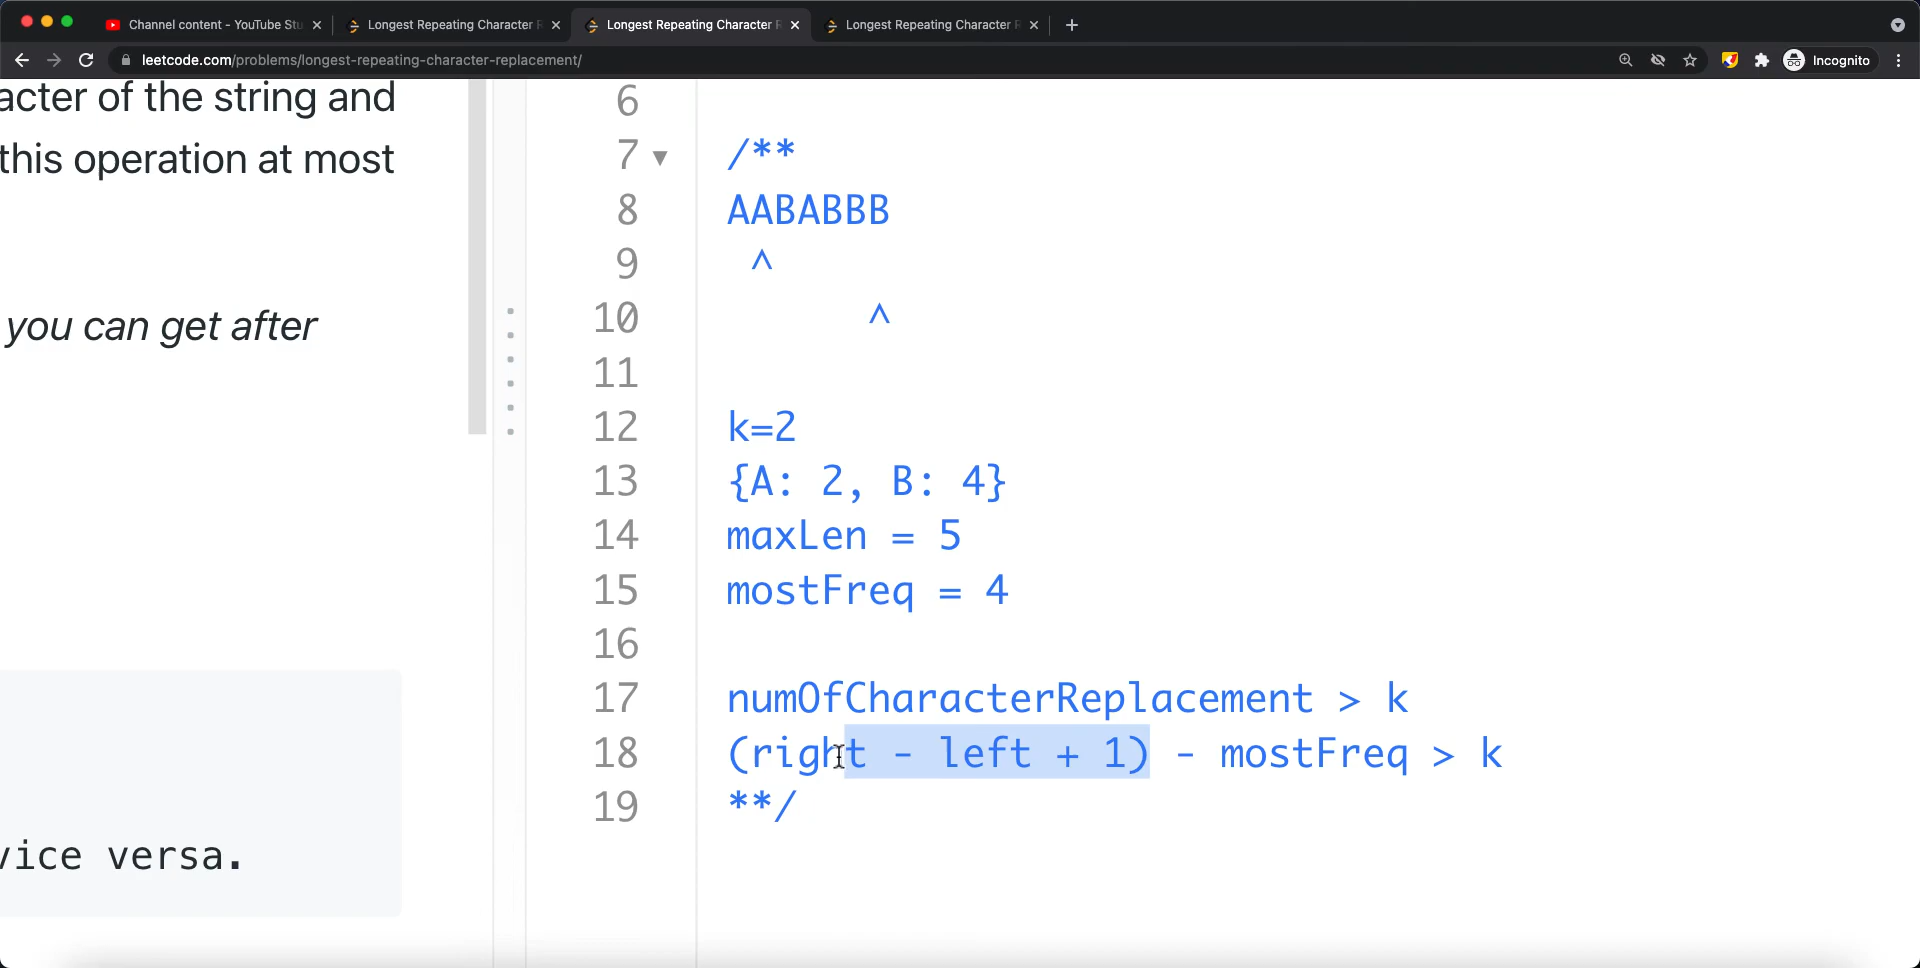 Channel content - YouTube Stu
Longest Repeating Character R
Longest Repeating Character R
Longest Repeating Character R
leetcode.com/problems/longest-repeating-character-replacement/
Incognito
acter of the string and
this operation at most
you can get after
vice versa.
6
7 /**
8 AABABBB
9 ^
10 ^
11
12 k=2
13 {A: 2, B: 4}
14 maxLen = 5
15 mostFreq = 4
16
17 numOfCharacterReplacement > k
18 (right - left + 1) - mostFreq > k
19 **/